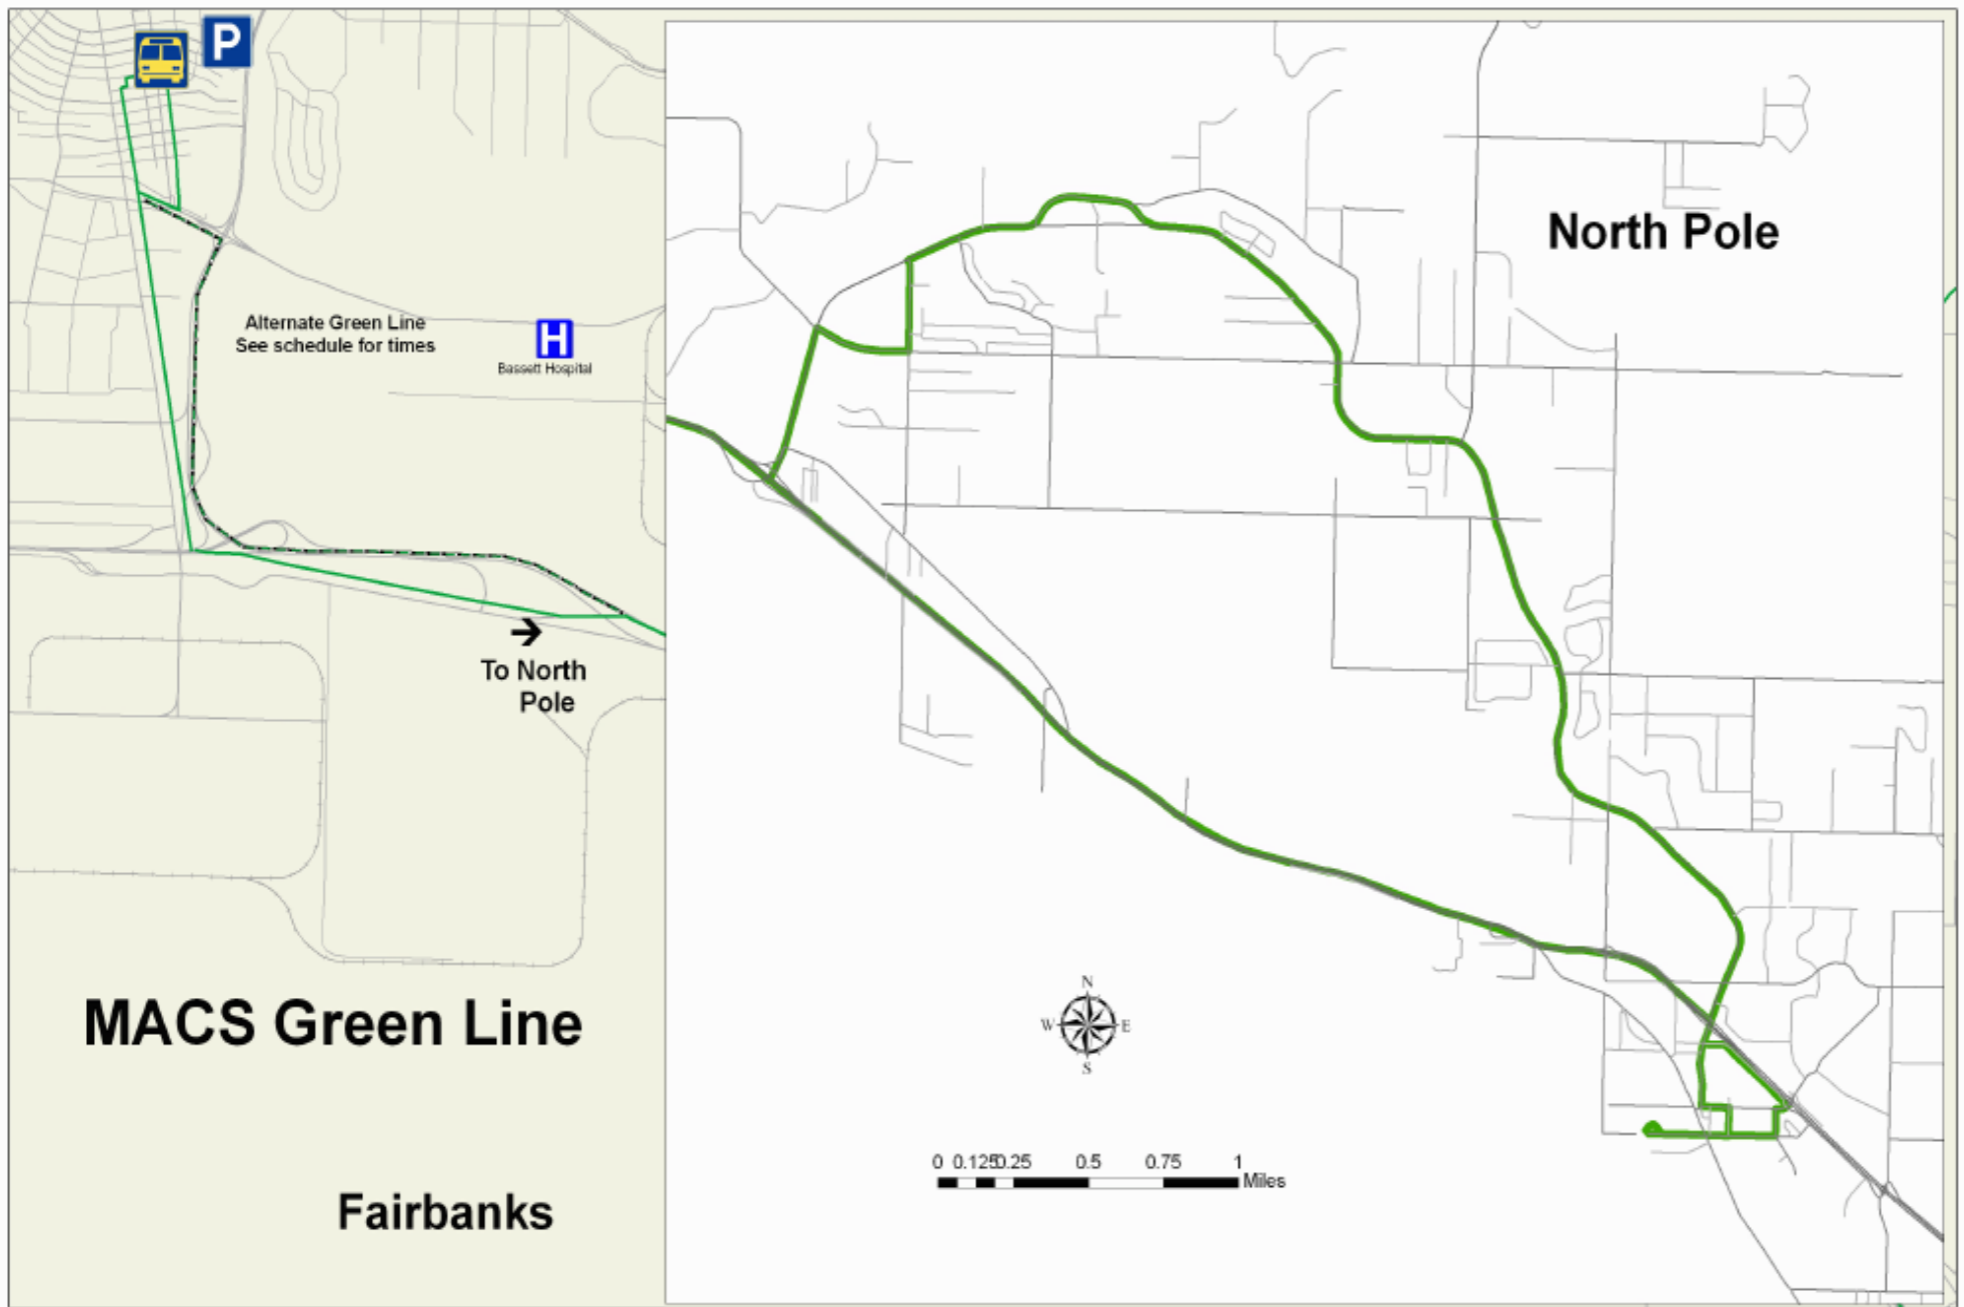 P
Alternate Green Line
See schedule for times
H
Bassett Hospital
To North
Pole
MACS Green Line
Fairbanks
North Pole
N
W E
S
0 0.125 0.25 0.5 0.75 1
Miles